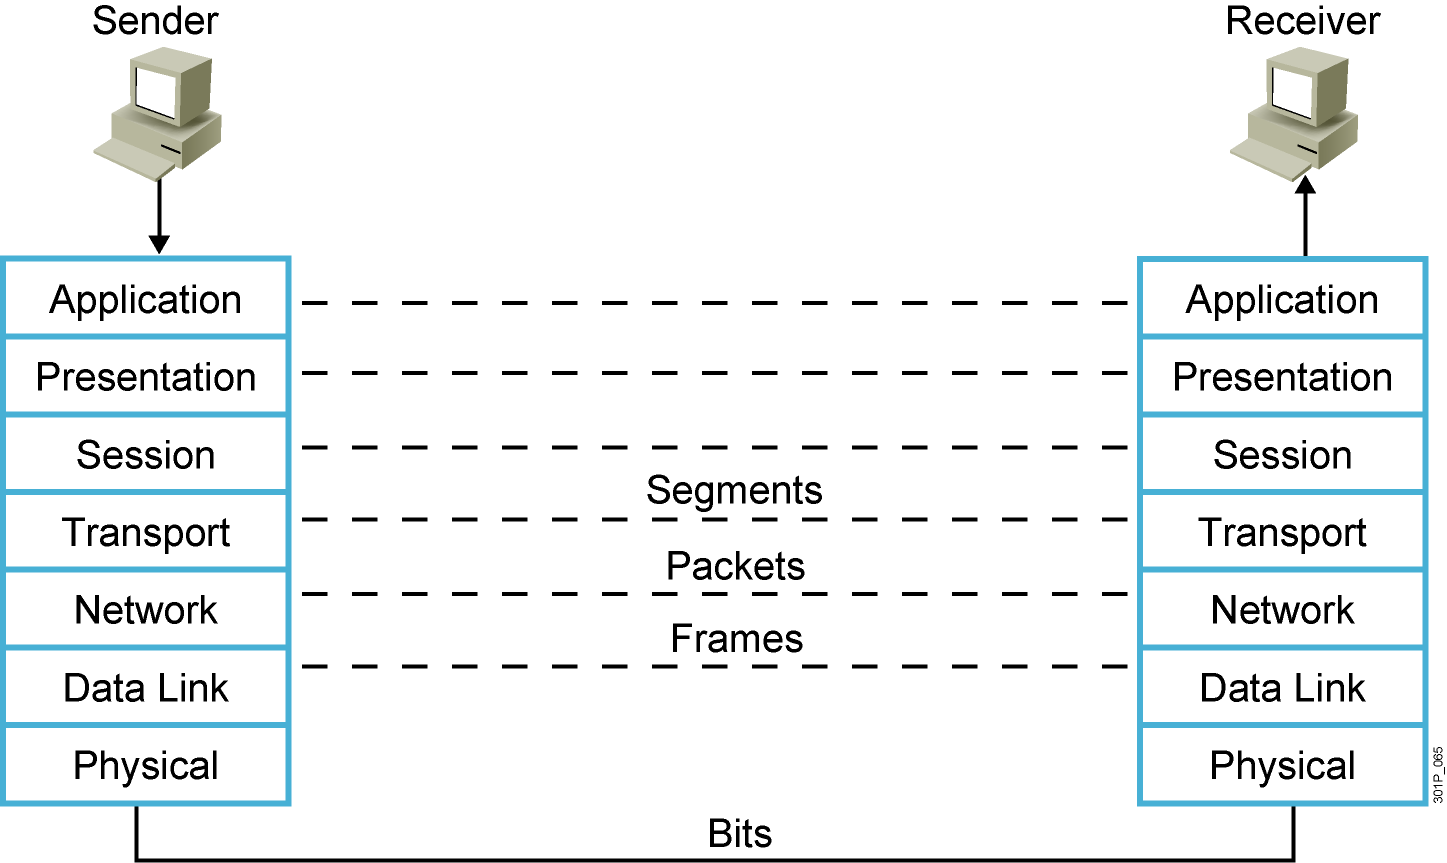 Sender
Receiver
Application
Application
Presentation
Presentation
Session
Session
Segments
Transport
Transport
Packets
Network
Network
Frames
Data Link
Data Link
Physical
Physical
301P_065
Bits